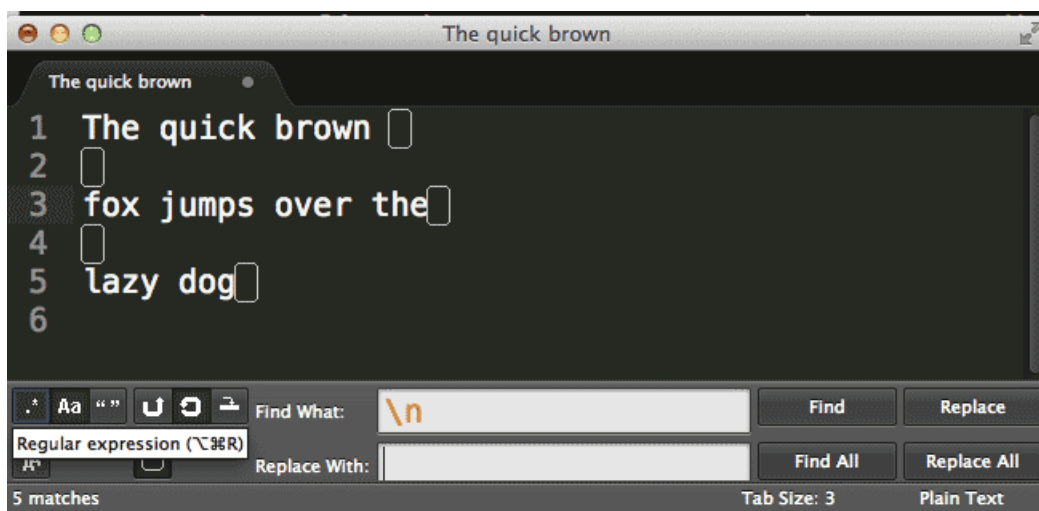 The quick brown
The quick brown
1 The quick brown
2
3 fox jumps over the
4
5 lazy dog
6
.* Aa “ ” Find What: \n Find Replace
Regular expression (⌥⌘R)
Replace With: Find All Replace All
5 matches Tab Size: 3 Plain Text